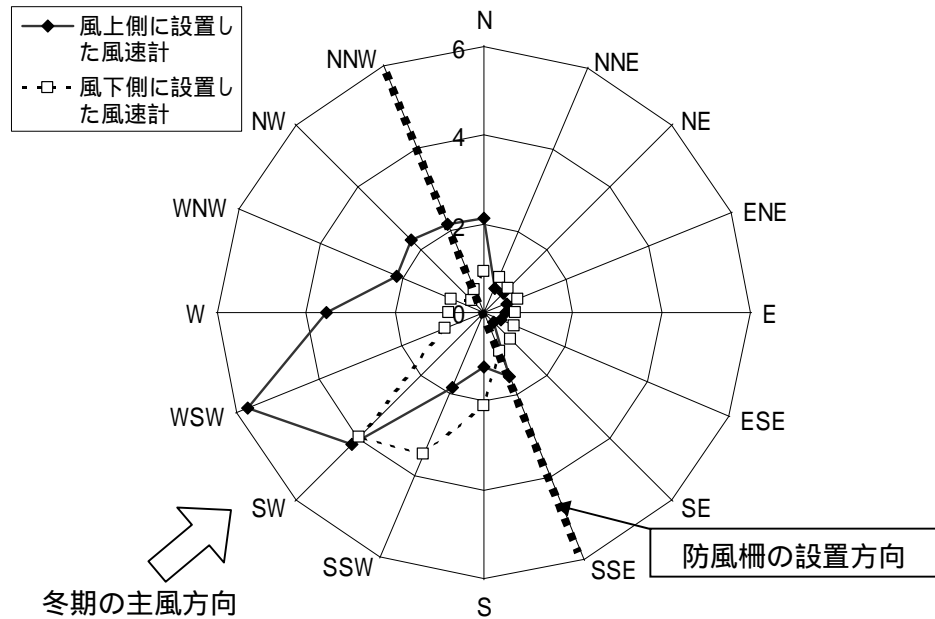 風上側に設置し
た風速計
風下側に設置し
た風速計
N
NNE
NE
ENE
E
ESE
SE
SSE
S
SSW
SW
WSW
W
WNW
NW
NNW
6
4
2
0
防風柵の設置方向
冬期の主風方向